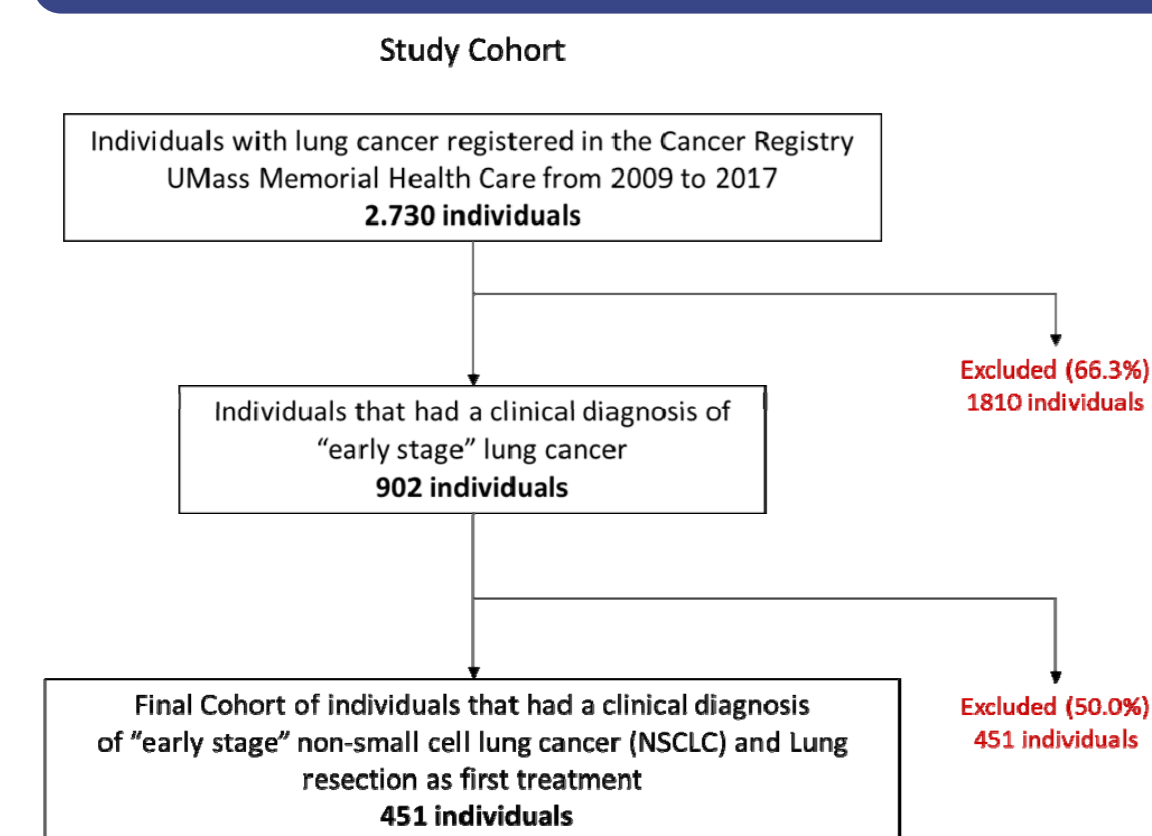 Study Cohort
Individuals with lung cancer registered in the Cancer Registry
UMass Memorial Health Care from 2009 to 2017
2.730 individuals
Excluded (66.3%)
1810 individuals
Individuals that had a clinical diagnosis of
“early stage” lung cancer
902 individuals
Final Cohort of individuals that had a clinical diagnosis
of “early stage” non-small cell lung cancer (NSCLC) and Lung
resection as first treatment
451 individuals
Excluded (50.0%)
451 individuals